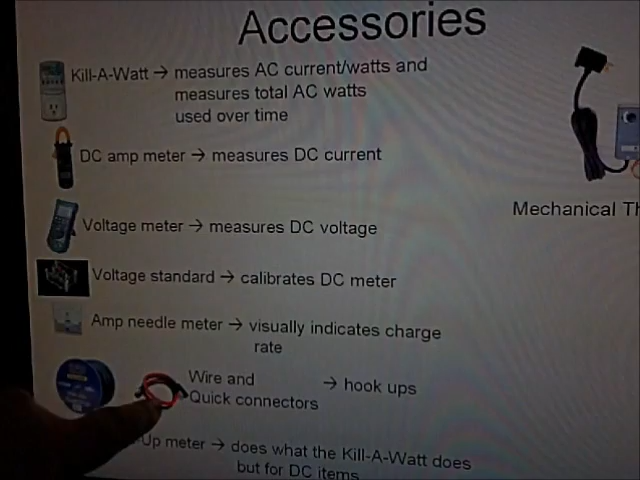 Accessories
Kill-A-Watt → measures AC current/watts and
measures total AC watts
used over time
DC amp meter → measures DC current
Voltage meter → measures DC voltage
Mechanical Th
Voltage standard → calibrates DC meter
Amp needle meter → visually indicates charge
rate
Wire and
Quick connectors → hook ups
Up meter → does what the Kill-A-Watt does
but for DC items